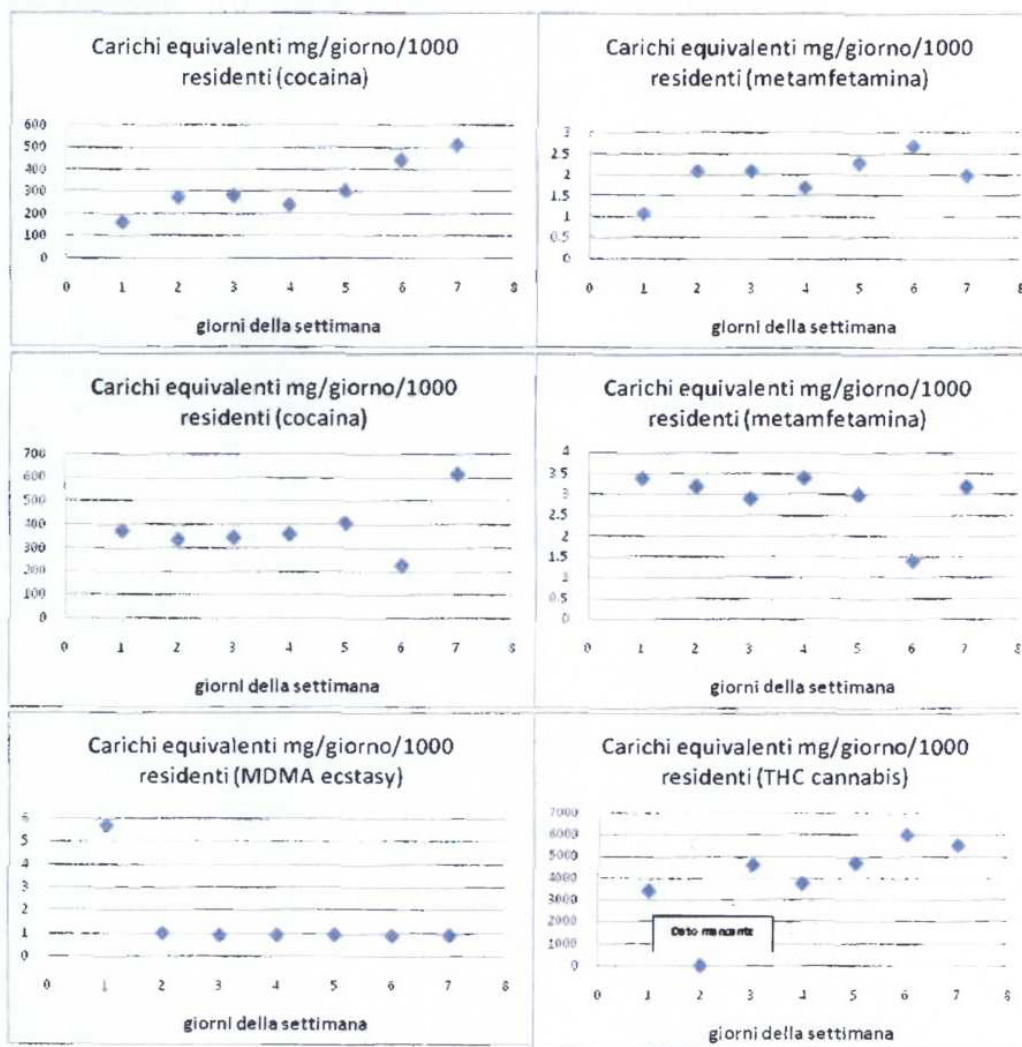 Carichi equivalenti mg/giorno/1000
residenti (cocaina)
600
500
400
300
200
100
0
0 1 2 3 4 5 6 7 8
giorni della settimana
Carichi equivalenti mg/giorno/1000
residenti (metamfetamina)
3
2.5
2
1.5
1
0.5
0
0 1 2 3 4 5 6 7 8
giorni della settimana
Carichi equivalenti mg/giorno/1000
residenti (cocaina)
700
600
500
400
300
200
100
0
0 1 2 3 4 5 6 7 8
giorni della settimana
Carichi equivalenti mg/giorno/1000
residenti (metamfetamina)
4
3.5
3
2.5
2
1.5
1
0.5
0
0 1 2 3 4 5 6 7 8
giorni della settimana
Carichi equivalenti mg/giorno/1000
residenti (MDMA ecstasy)
6
5
4
3
2
1
0
0 1 2 3 4 5 6 7 8
giorni della settimana
Carichi equivalenti mg/giorno/1000
residenti (THC cannabis)
7000
6000
5000
4000
3000
2000
1000
0
Dato mancante
0 1 2 3 4 5 6 7 8
giorni della settimana